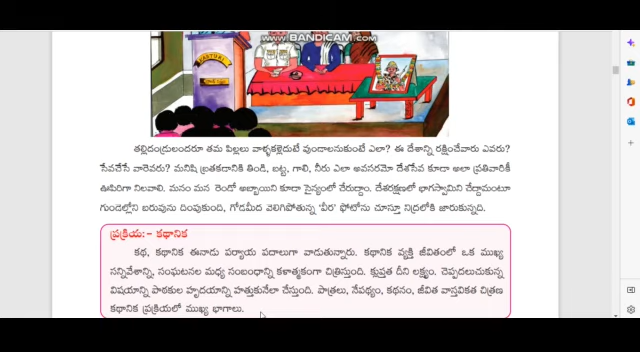 WWW.BANDICAM.COM
తల్లిదండ్రులందరూ తమ పిల్లలు వాళ్ళకళ్లెదుటే వుండాలనుకుంటే ఎలా? ఈ దేశాన్ని రక్షించేవారు ఎవరు?
సేవచేసే వారెవరు? మనిషి బ్రతకడానికి తిండి, బట్ట, గాలి, నీరు ఎలా అవసరమో దేశసేవ కూడా అలా ప్రతివారికీ
ఊపిరిగా నిలవాలి. మనం మన రెండో అబ్బాయిని కూడా సైన్యంలో చేరుద్దాం. దేశరక్షణలో భాగస్వామిని చేద్దామంటూ
గుండెల్లోని బరువును దింపుకుంది, గోడమీద వెలిగిపోతున్న 'వీర' ఫోటోను చూస్తూ నిద్రలోకి జారుకున్నది.
ప్రక్రియ:- కథానిక
కథ, కథానిక ఈనాడు పర్యాయ పదాలుగా వాడుతున్నారు. కథానిక వ్యక్తి జీవితంలో ఒక ముఖ్య
సన్నివేశాన్ని, సంఘటనల మధ్య సంబంధాన్ని కళాత్మకంగా చిత్రిస్తుంది. క్లుప్తత దీని లక్ష్యం. చెప్పదలుచుకున్న
విషయాన్ని పాఠకుల హృదయాన్ని హత్తుకునేలా చేస్తుంది. పాత్రలు, నేపథ్యం, కథనం, జీవిత వాస్తవికత చిత్రణ
కథానిక ప్రక్రియలో ముఖ్య భాగాలు.